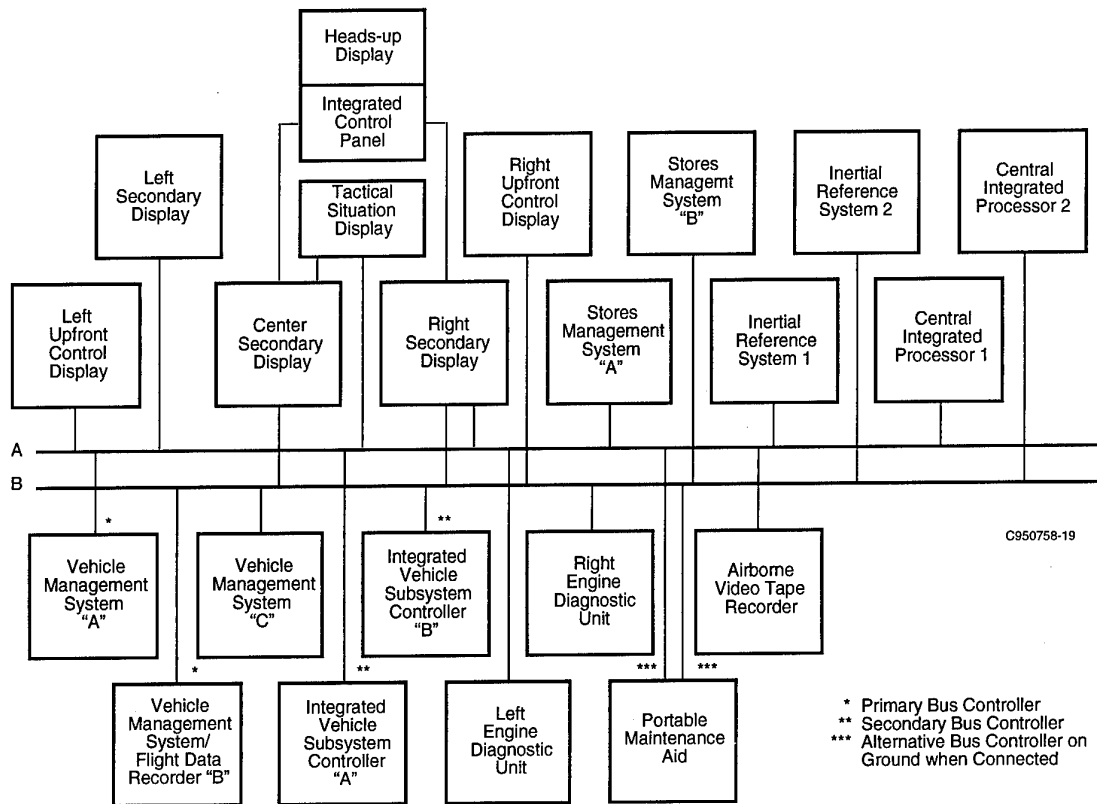 Heads-up
Display
Integrated
Control
Panel
Left
Secondary
Display
Tactical
Situation
Display
Right
Upfront
Control
Display
Stores
Managemt
System
“B”
Inertial
Reference
System 2
Central
Integrated
Processor 2
Left
Upfront
Control
Display
Center
Secondary
Display
Right
Secondary
Display
Stores
Management
System
“A”
Inertial
Reference
System 1
Central
Integrated
Processor 1
A
B
*
Vehicle
Management
System
“A”
Vehicle
Management
System
“C”
**
Integrated
Vehicle
Subsystem
Controller
“B”
Right
Engine
Diagnostic
Unit
Airborne
Video Tape
Recorder
C950758-19
*
Vehicle
Management
System/
Flight Data
Recorder “B”
**
Integrated
Vehicle
Subsystem
Controller
“A”
Left
Engine
Diagnostic
Unit
*** ***
Portable
Maintenance
Aid
* Primary Bus Controller
** Secondary Bus Controller
*** Alternative Bus Controller on
Ground when Connected